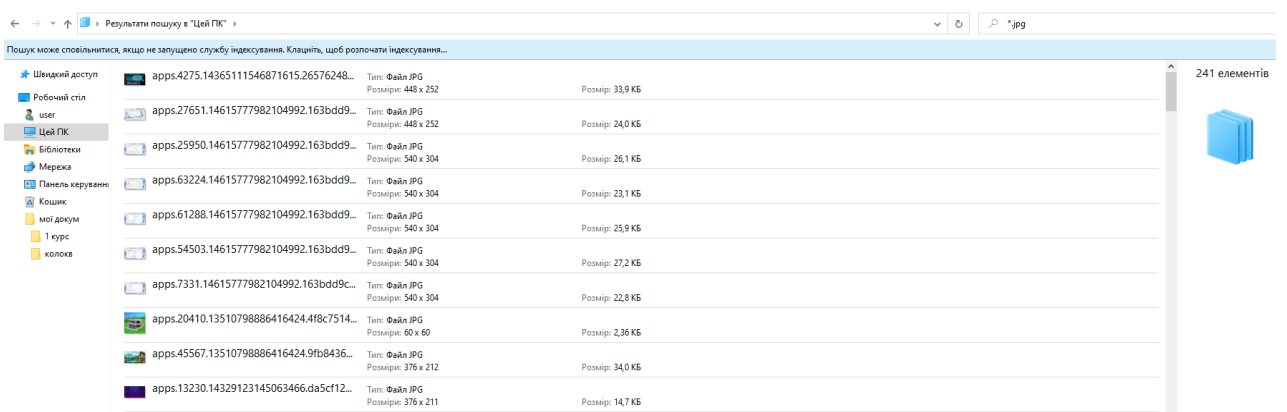 Результати пошуку в "Цей ПК"
*.jpg
Пошук може сповільнитися, якщо не запущено службу індексування. Клацніть, щоб розпочати індексування...
Швидкий доступ
Робочий стіл
user
Цей ПК
Бібліотеки
Мережа
Панель керуванн
Кошик
мої докум
1 курс
колокв
apps.4275.14365111546871615.26576248... Тип: Файл JPG
Розміри: 448 x 252 Розмір: 33,9 КБ
apps.27651.14615777982104992.163bdd9... Тип: Файл JPG
Розміри: 448 x 252 Розмір: 24,0 КБ
apps.25950.14615777982104992.163bdd9... Тип: Файл JPG
Розміри: 540 x 304 Розмір: 26,1 КБ
apps.63224.14615777982104992.163bdd9... Тип: Файл JPG
Розміри: 540 x 304 Розмір: 23,1 КБ
apps.61288.14615777982104992.163bdd9... Тип: Файл JPG
Розміри: 540 x 304 Розмір: 25,9 КБ
apps.54503.14615777982104992.163bdd9... Тип: Файл JPG
Розміри: 540 x 304 Розмір: 27,2 КБ
apps.7331.14615777982104992.163bdd9c... Тип: Файл JPG
Розміри: 540 x 304 Розмір: 22,8 КБ
apps.20410.13510798886416424.4f8c7514... Тип: Файл JPG
Розміри: 60 x 60 Розмір: 2,36 КБ
apps.45567.13510798886416424.9fb8436... Тип: Файл JPG
Розміри: 376 x 212 Розмір: 34,0 КБ
apps.13230.14329123145063466.da5cf12... Тип: Файл JPG
Розміри: 376 x 211 Розмір: 14,7 КБ
241 елементів